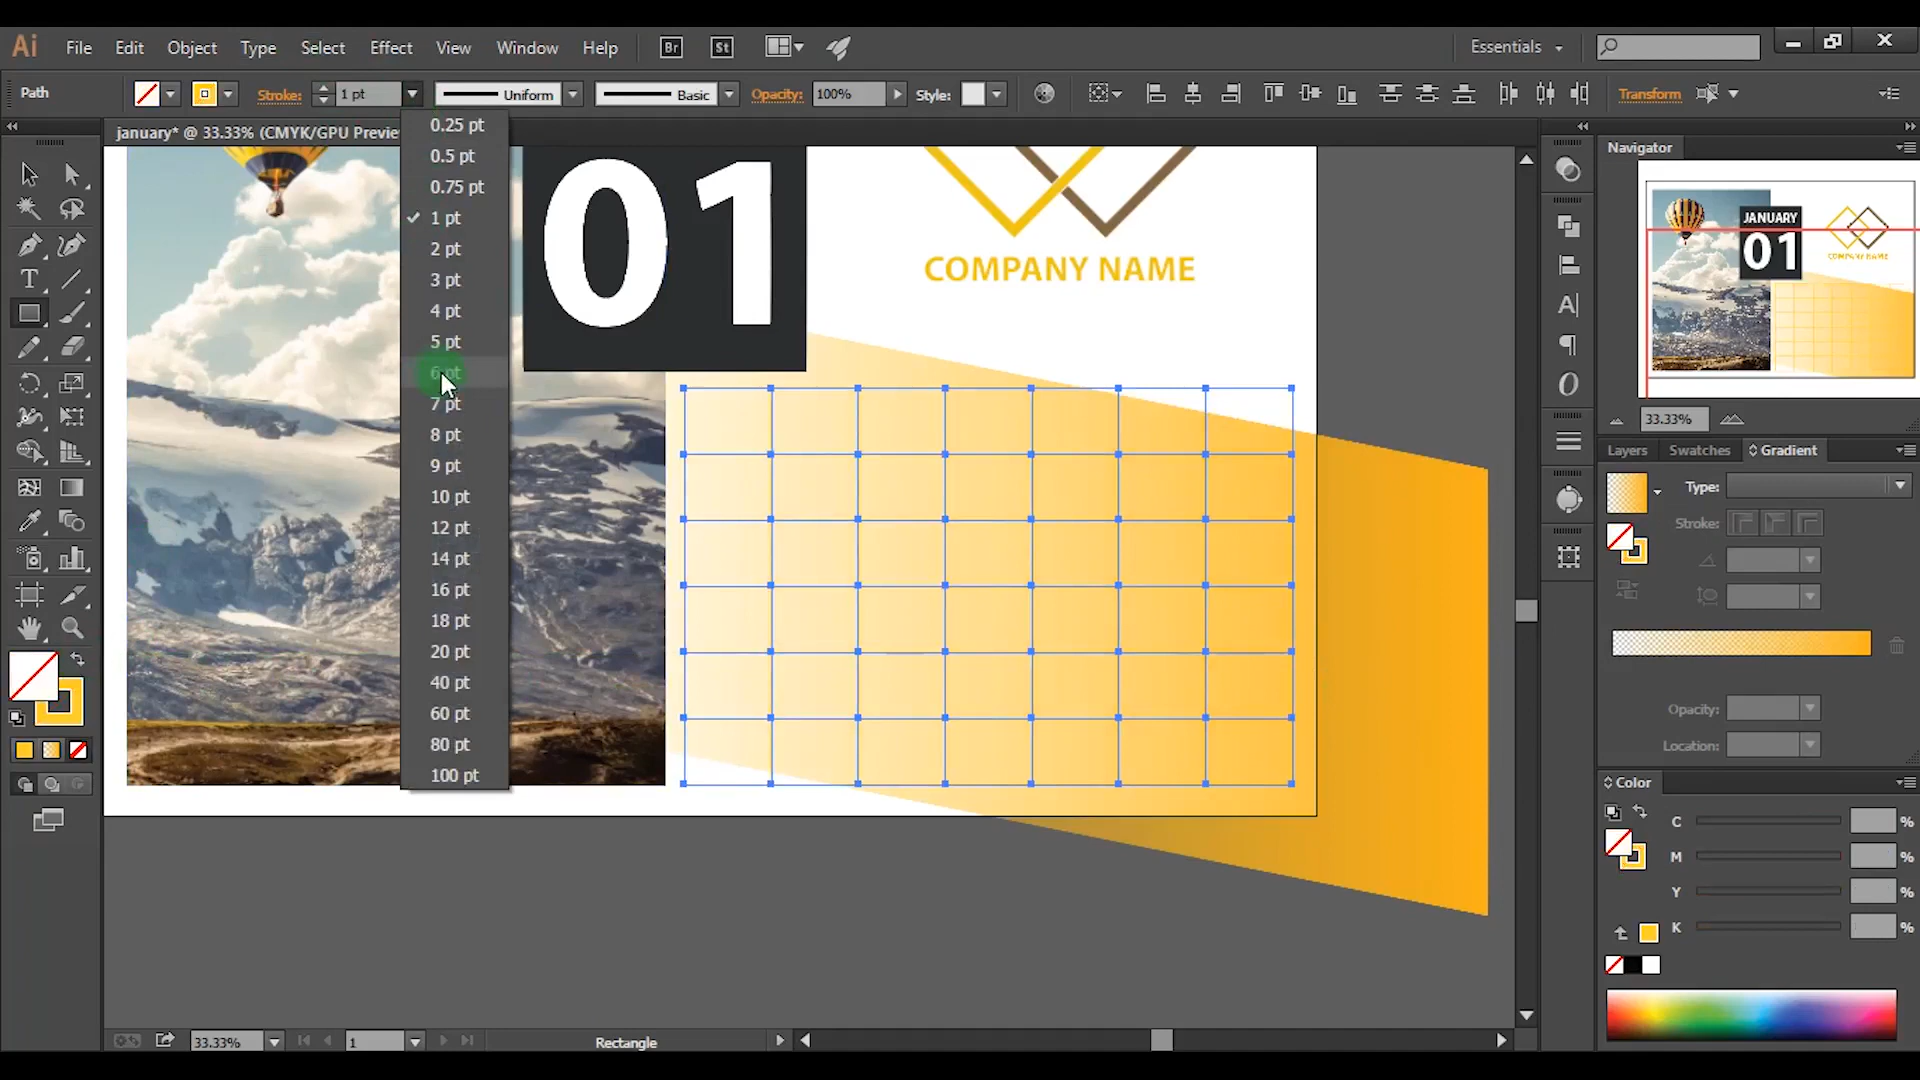 Ai File Edit Object Type Select Effect View Window Help Br St Essentials
Path Stroke: 1 pt Uniform Basic Opacity: 100% Style: Transform
january* @ 33.33% (CMYK/GPU Preview
0.25 pt
0.5 pt
0.75 pt
1 pt
2 pt
3 pt
4 pt
5 pt
6 pt
7 pt
8 pt
9 pt
10 pt
12 pt
14 pt
16 pt
18 pt
20 pt
40 pt
60 pt
80 pt
100 pt
01
COMPANY NAME
Navigator
JANUARY
01
COMPANY NAME
33.33%
Layers Swatches Gradient
Type:
Stroke:
Opacity:
Location:
Color
C %
M %
Y %
K %
33.33% 1 Rectangle